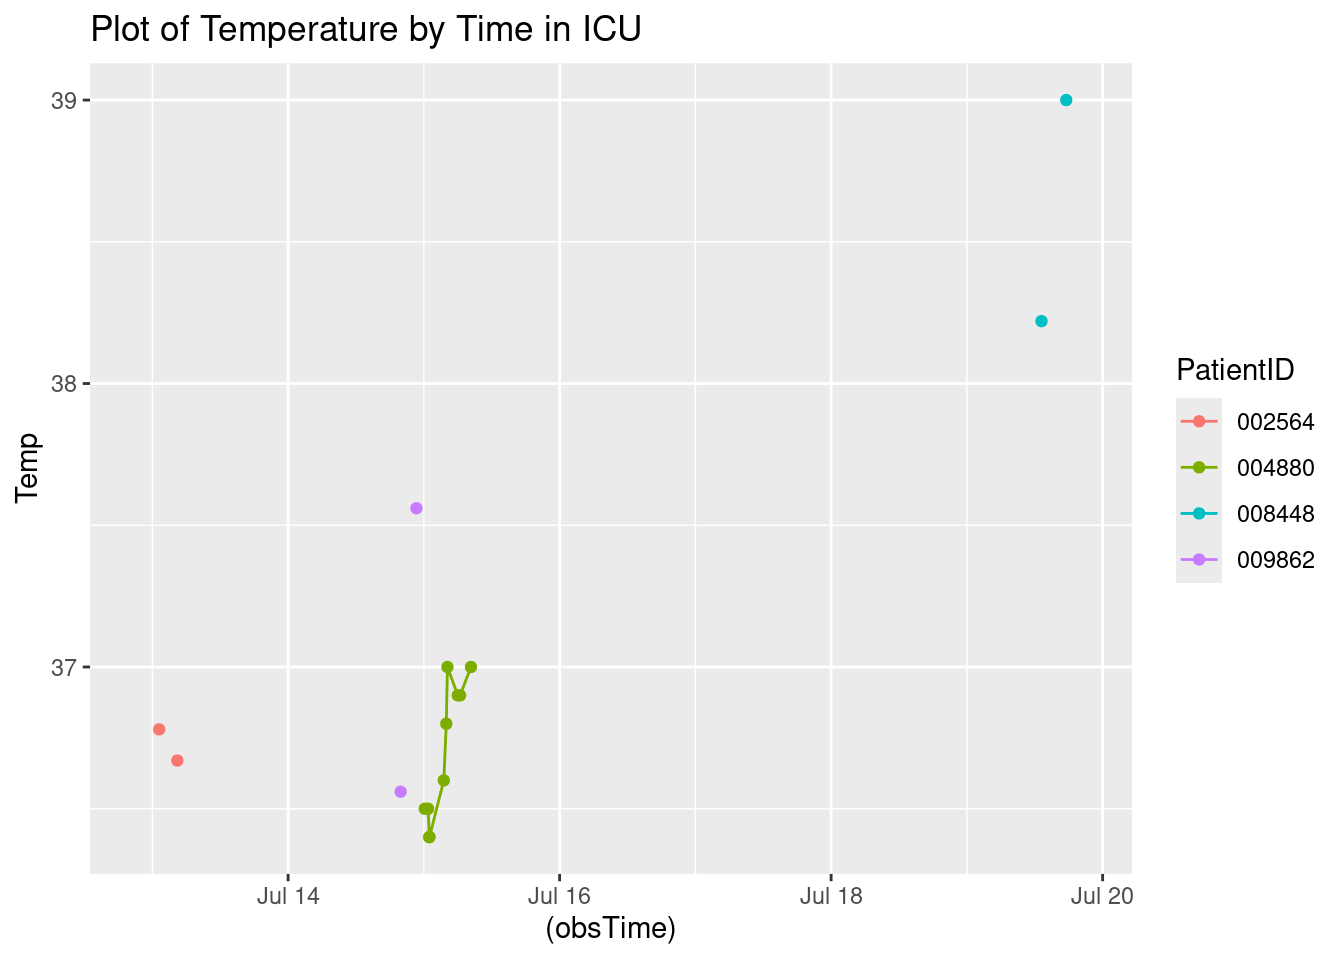 Plot of Temperature by Time in ICU
39
38
37
Temp
Jul 14
Jul 16
Jul 18
Jul 20
(obsTime)
PatientID
002564
004880
008448
009862